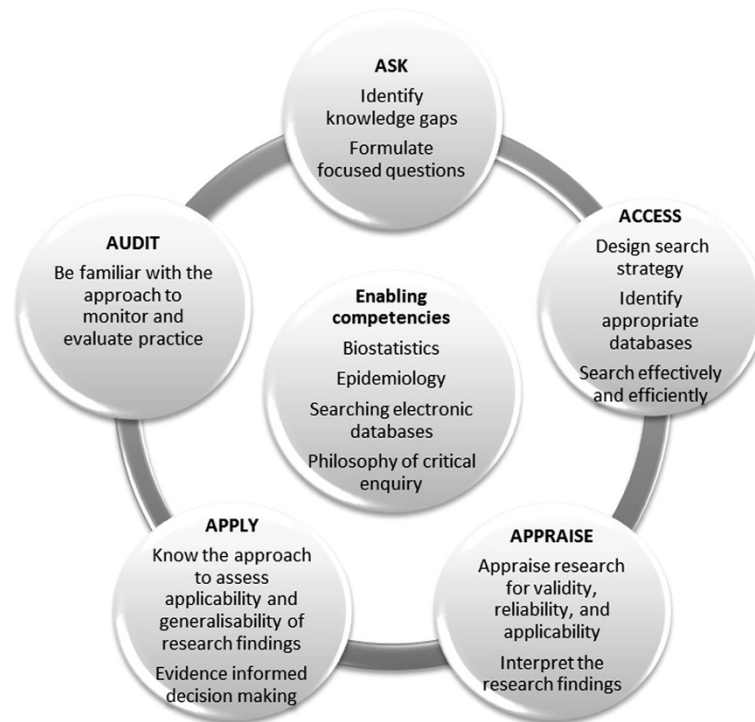 ASK
Identify
knowledge gaps
Formulate
focused questions
ACCESS
Design search
strategy
Identify
appropriate
databases
Search effectively
and efficiently
APPRAISE
Appraise research
for validity,
reliability, and
applicability
Interpret the
research findings
APPLY
Know the approach
to assess
applicability and
generalisability of
research findings
Evidence informed
decision making
AUDIT
Be familiar with the
approach to
monitor and
evaluate practice
Enabling
competencies
Biostatistics
Epidemiology
Searching electronic
databases
Philosophy of critical
enquiry